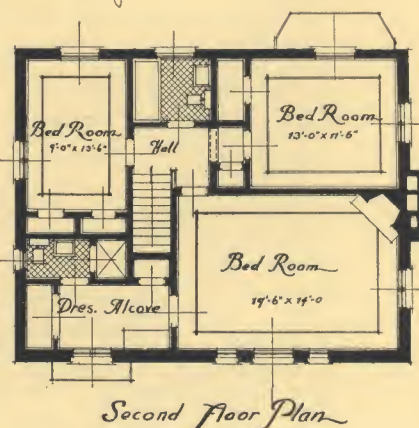 Bed Room
9'-0" x 13'-6"
Hall
Bed Room
13'-0" x 11'-6"
Bed Room
19'-6" x 14'-0
Dres. Alcove
Second Floor Plan